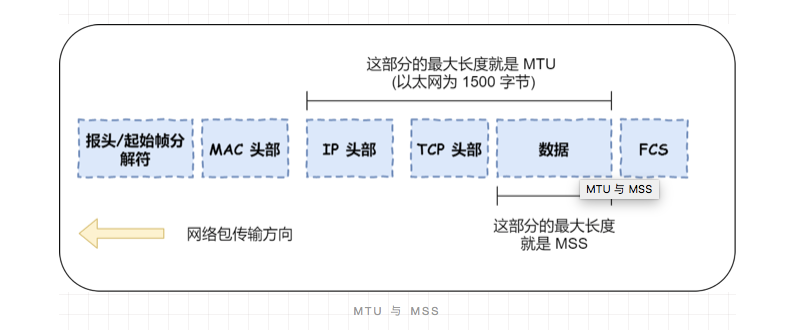 这部分的最大长度就是 MTU
(以太网为 1500 字节)
报头/起始帧分
解符
MAC 头部
IP 头部
TCP 头部
数据
FCS
MTU 与 MSS
这部分的最大长度
就是 MSS
网络包传输方向
MTU 与 MSS